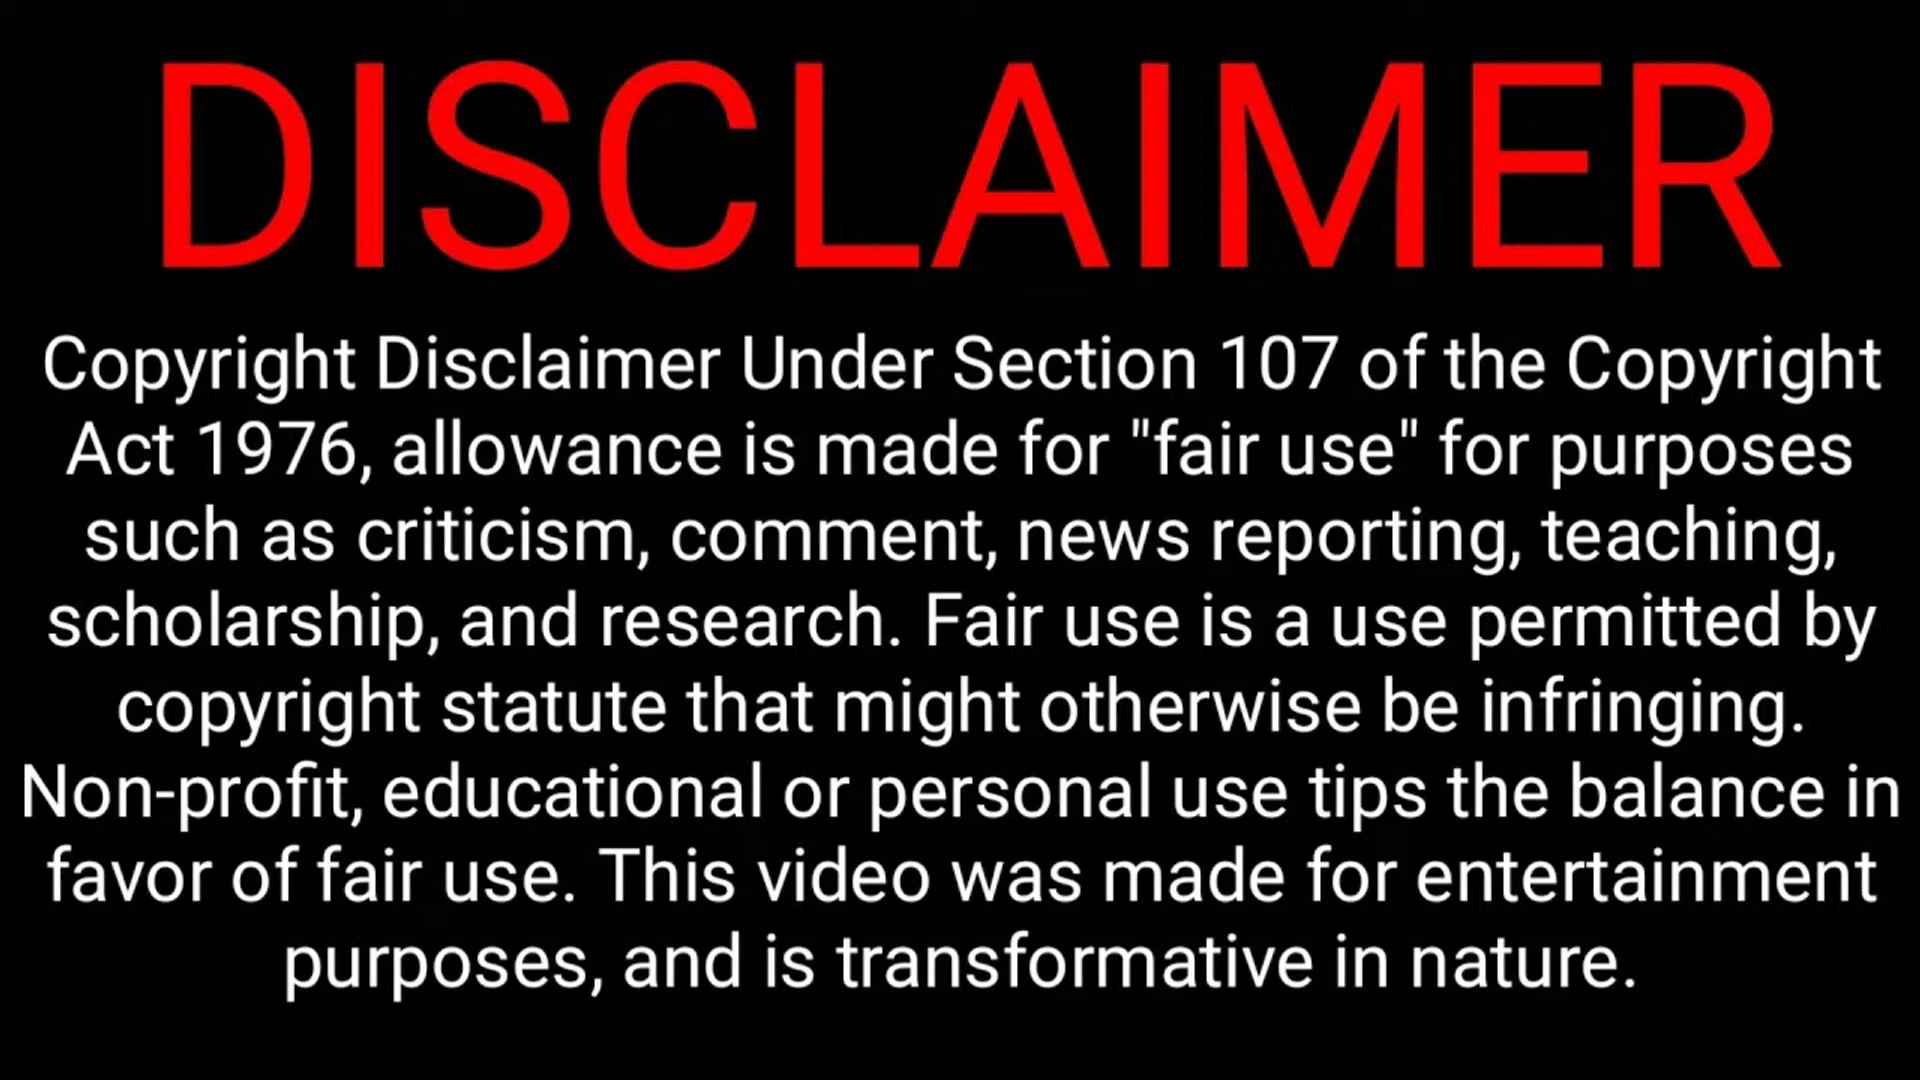 DISCLAIMER
Copyright Disclaimer Under Section 107 of the Copyright
Act 1976, allowance is made for "fair use" for purposes
such as criticism, comment, news reporting, teaching,
scholarship, and research. Fair use is a use permitted by
copyright statute that might otherwise be infringing.
Non-profit, educational or personal use tips the balance in
favor of fair use. This video was made for entertainment
purposes, and is transformative in nature.